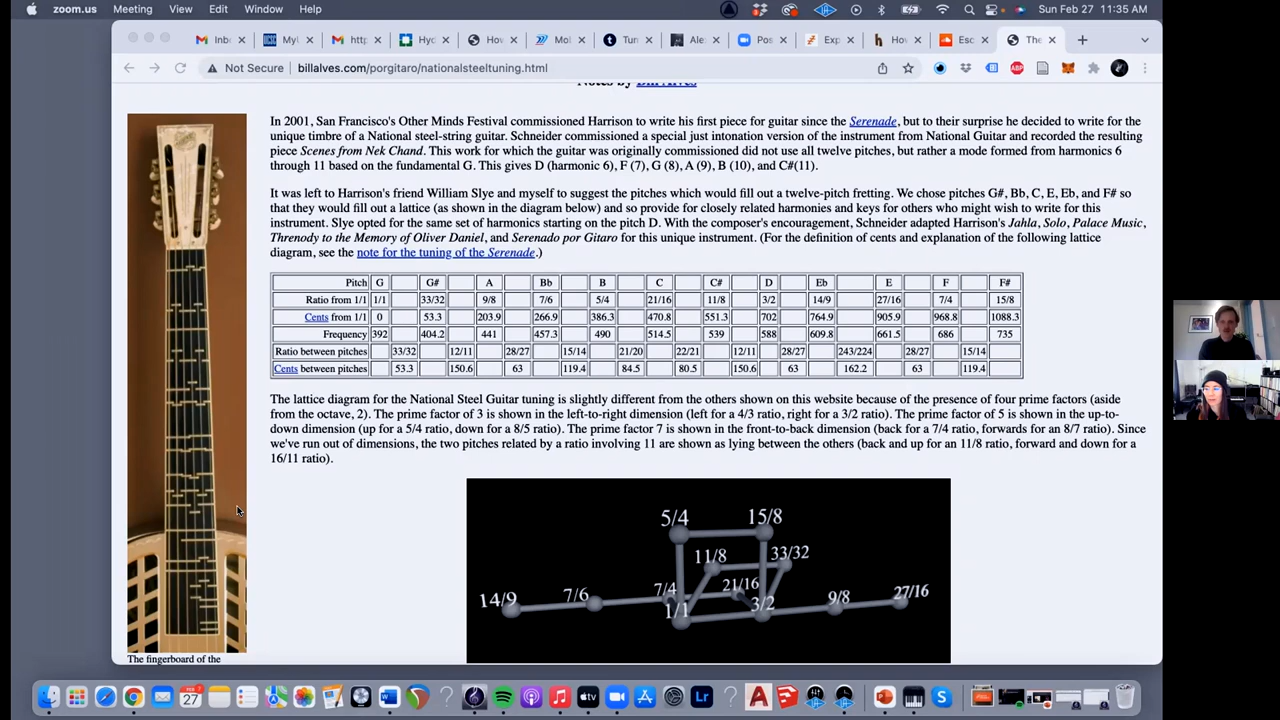 zoom.us Meeting View Edit Window Help Sun Feb 27 11:35 AM
Inb MyI http Hyd How Mol Tun Ale Pos Exp How Esc The
Not Secure billalves.com/porgitaro/nationalsteeltuning.html
Notes by Bill Alves
In 2001, San Francisco's Other Minds Festival commissioned Harrison to write his first piece for guitar since the Serenade, but to their surprise he decided to write for the
unique timbre of a National steel-string guitar. Schneider commissioned a special just intonation version of the instrument from National Guitar and recorded the resulting
piece Scenes from Nek Chand. This work for which the guitar was originally commissioned did not use all twelve pitches, but rather a mode formed from harmonics 6
through 11 based on the fundamental G. This gives D (harmonic 6), F (7), G (8), A (9), B (10), and C#(11).
It was left to Harrison's friend William Slye and myself to suggest the pitches which would fill out a twelve-pitch fretting. We chose pitches G#, Bb, C, E, Eb, and F# so
that they would fill out a lattice (as shown in the diagram below) and so provide for closely related harmonies and keys for others who might wish to write for this
instrument. Slye opted for the same set of harmonics starting on the pitch D. With the composer's encouragement, Schneider adapted Harrison's Jahla, Solo, Palace Music,
Threnody to the Memory of Oliver Daniel, and Serenado por Gitaro for this unique instrument. (For the definition of cents and explanation of the following lattice
diagram, see the note for the tuning of the Serenade.)
Pitch G G# A Bb B C C# D Eb E F F#
Ratio from 1/1 1/1 33/32 9/8 7/6 5/4 21/16 11/8 3/2 14/9 27/16 7/4 15/8
Cents from 1/1 0 53.3 203.9 266.9 386.3 470.8 551.3 702 764.9 905.9 968.8 1088.3
Frequency 392 404.2 441 457.3 490 514.5 539 588 609.8 661.5 686 735
Ratio between pitches 33/32 12/11 28/27 15/14 21/20 22/21 12/11 28/27 243/224 28/27 15/14
Cents between pitches 53.3 150.6 63 119.4 84.5 80.5 150.6 63 162.2 63 119.4
The lattice diagram for the National Steel Guitar tuning is slightly different from the others shown on this website because of the presence of four prime factors (aside
from the octave, 2). The prime factor of 3 is shown in the left-to-right dimension (left for a 4/3 ratio, right for a 3/2 ratio). The prime factor of 5 is shown in the up-to-
down dimension (up for a 5/4 ratio, down for a 8/5 ratio). The prime factor 7 is shown in the front-to-back dimension (back for a 7/4 ratio, forwards for an 8/7 ratio). Since
we've run out of dimensions, the two pitches related by a ratio involving 11 are shown as lying between the others (back and up for an 11/8 ratio, forward and down for a
16/11 ratio).
5/4 15/8
11/8 33/32
14/9 7/6 7/4 21/16 9/8 27/16
1/1 3/2
The fingerboard of the